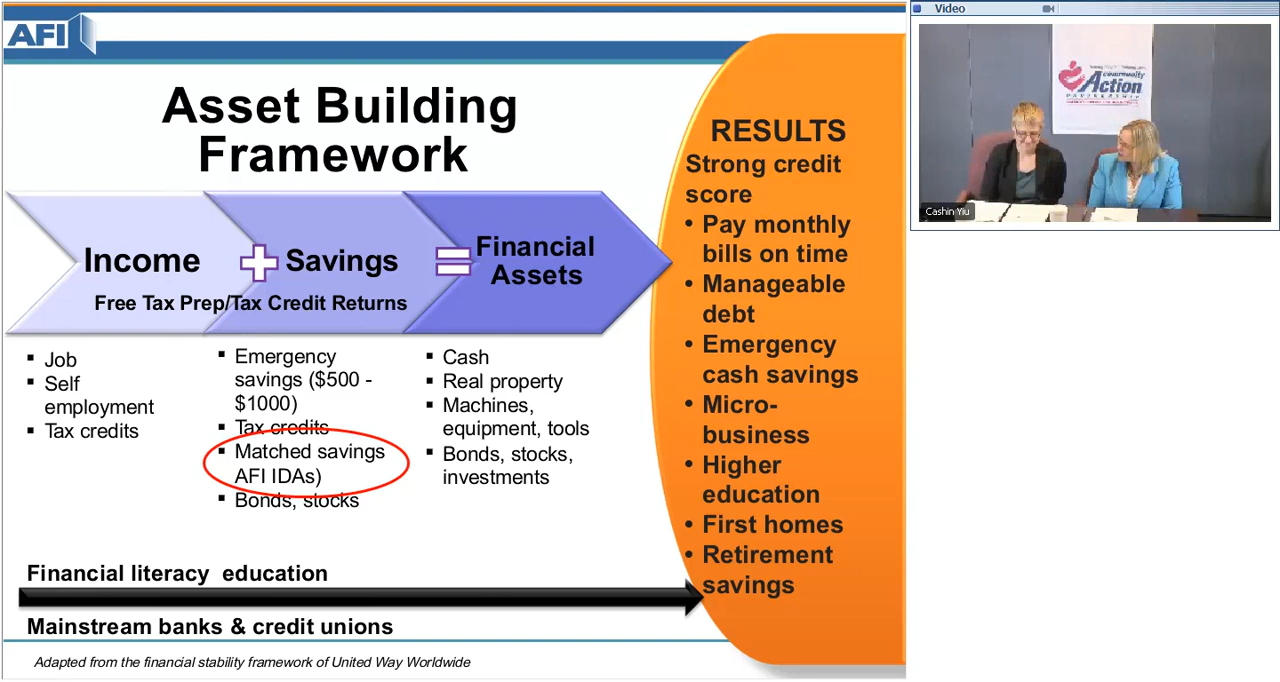 AFI
Asset Building
Framework
Income
Savings
Financial
Assets
Free Tax Prep/Tax Credit Returns
▪ Job
▪ Self
employment
▪ Tax credits
▪ Emergency
savings ($500 -
$1000)
▪ Tax credits
▪ Matched savings
AFI IDAs)
▪ Bonds, stocks
▪ Cash
▪ Real property
▪ Machines,
equipment, tools
▪ Bonds, stocks,
investments
Financial literacy education
Mainstream banks & credit unions
Adapted from the financial stability framework of United Way Worldwide
RESULTS
Strong credit
score
• Pay monthly
bills on time
• Manageable
debt
• Emergency
cash savings
• Micro-
business
• Higher
education
• First homes
• Retirement
savings
Video
community
Action
PARTNERSHIP
Cashin Yiu